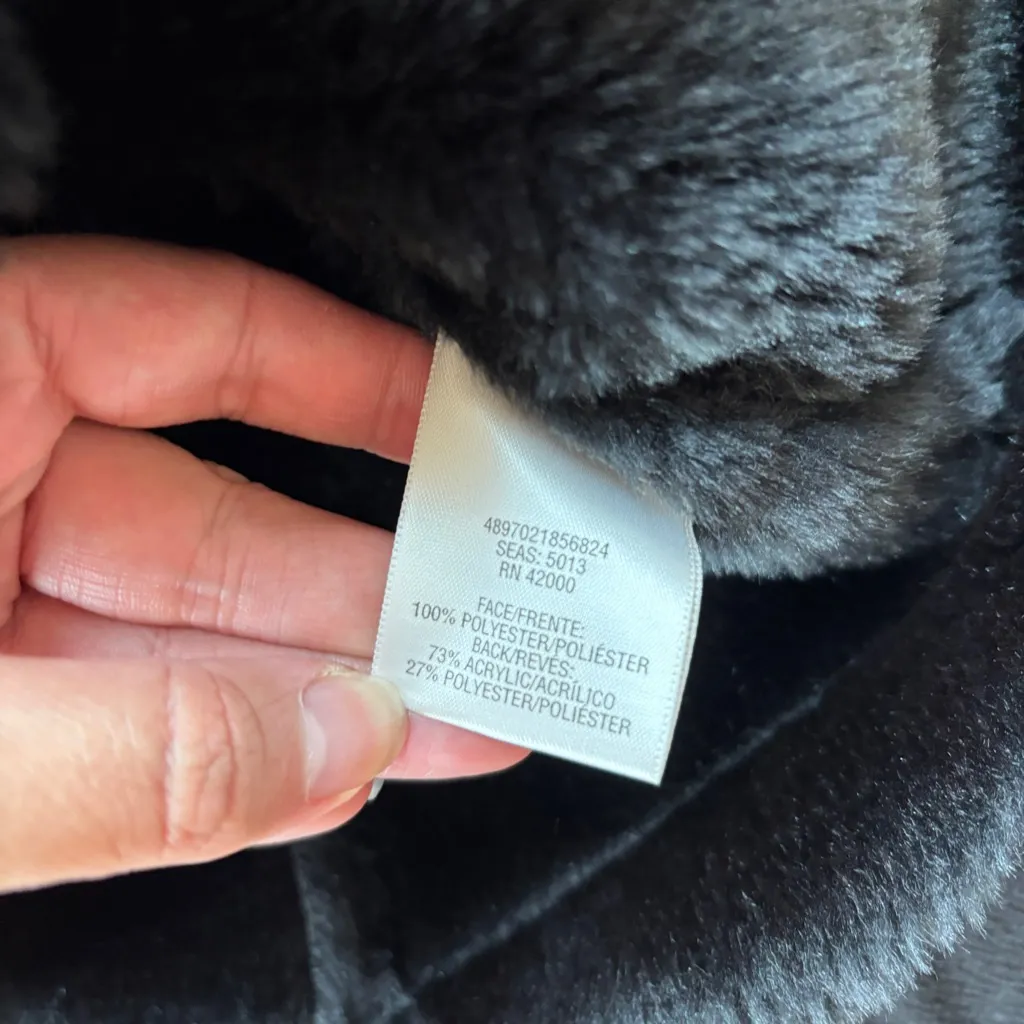 4897021856824
SEAS: 5013
RN 42000
FACE/FRENTE:
100% POLYESTER/POLIÉSTER
BACK/REVÉS:
73% ACRYLIC/ACRÍLICO
27% POLYESTER/POLIÉSTER